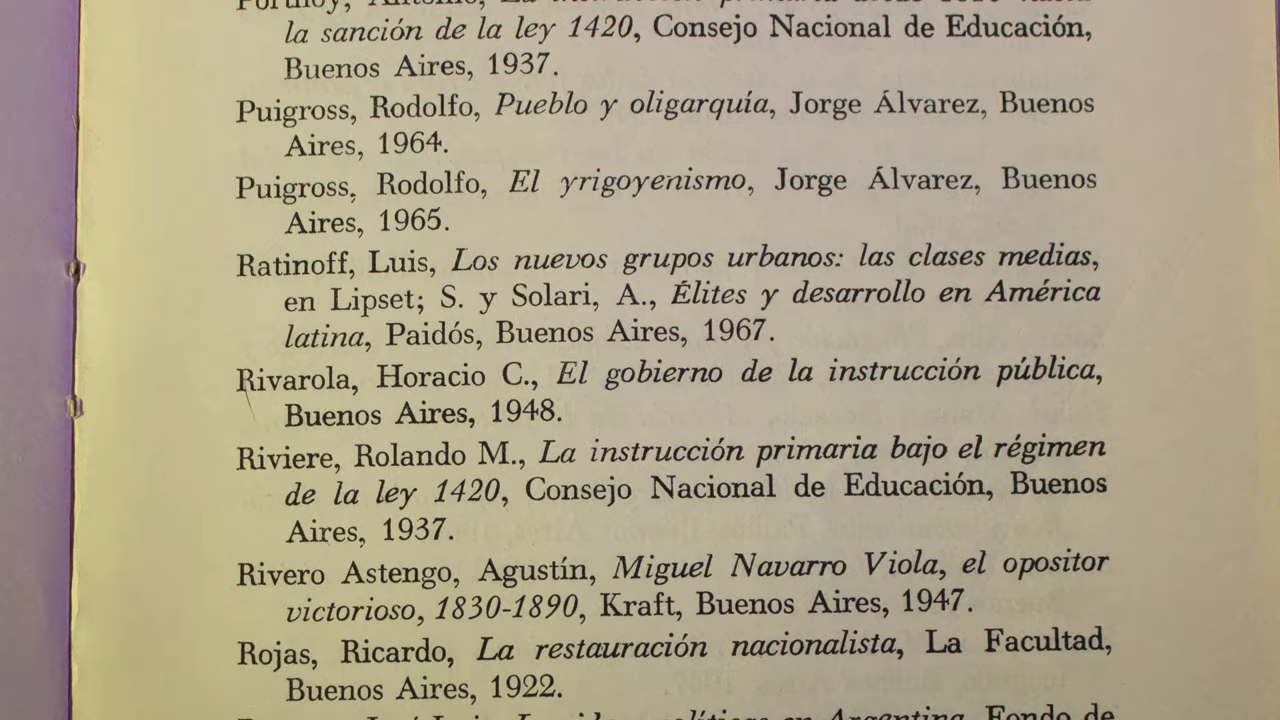 la sanción de la ley 1420, Consejo Nacional de Educación,
Buenos Aires, 1937.
Puigross, Rodolfo, Pueblo y oligarquía, Jorge Álvarez, Buenos
Aires, 1964.
Puigross, Rodolfo, El yrigoyenismo, Jorge Álvarez, Buenos
Aires, 1965.
Ratinoff, Luis, Los nuevos grupos urbanos: las clases medias,
en Lipset; S. y Solari, A., Élites y desarrollo en América
latina, Paidós, Buenos Aires, 1967.
Rivarola, Horacio C., El gobierno de la instrucción pública,
Buenos Aires, 1948.
Riviere, Rolando M., La instrucción primaria bajo el régimen
de la ley 1420, Consejo Nacional de Educación, Buenos
Aires, 1937.
Rivero Astengo, Agustín, Miguel Navarro Viola, el opositor
victorioso, 1830-1890, Kraft, Buenos Aires, 1947.
Rojas, Ricardo, La restauración nacionalista, La Facultad,
Buenos Aires, 1922.
en Argentina, Fondo de